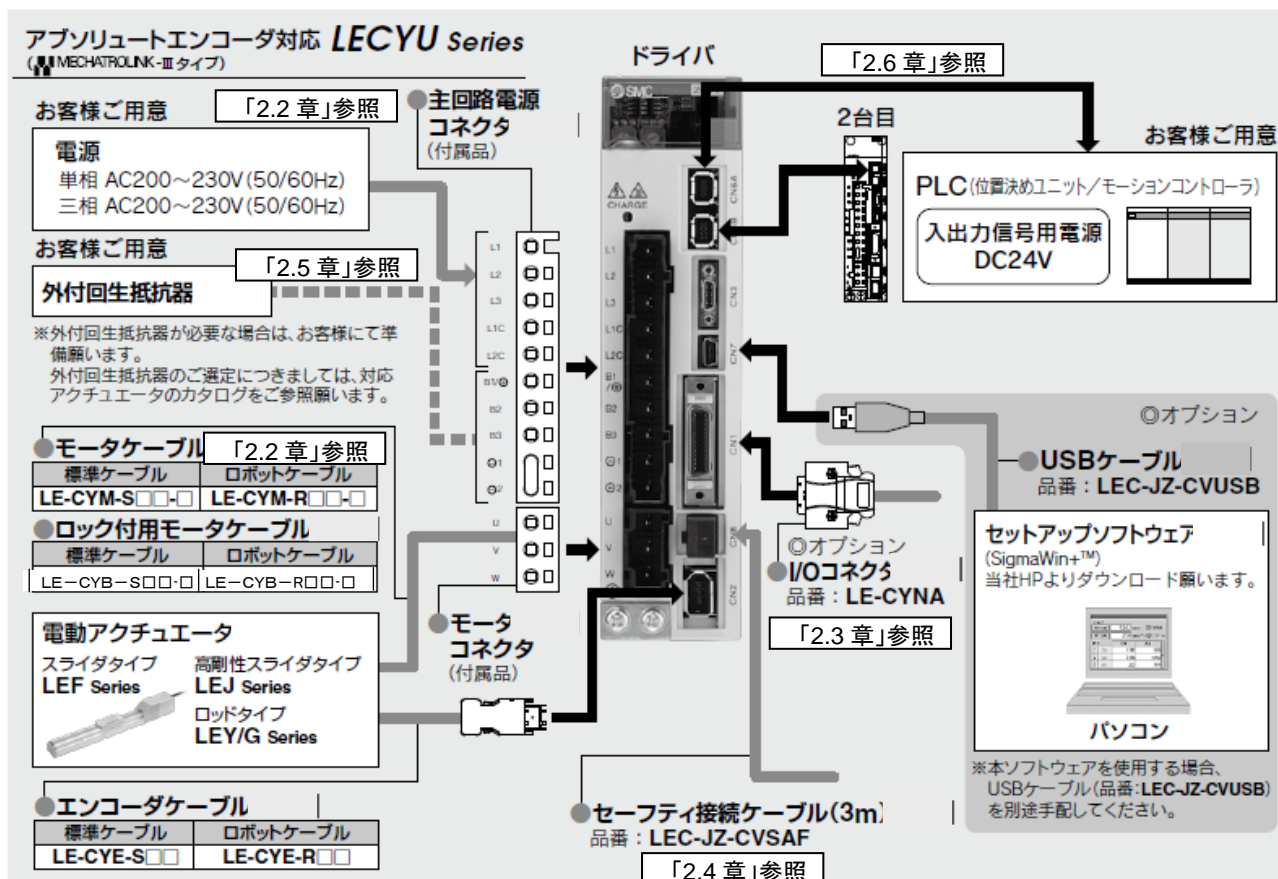 アブソリュートエンコーダ対応 LECYU Series
(MECHATROLINK-Ⅲタイプ)
お客様ご用意
「2.2 章」参照
電源
単相 AC200～230V(50/60Hz)
三相 AC200～230V(50/60Hz)
お客様ご用意
「2.5 章」参照
外付回生抵抗器
※外付回生抵抗器が必要な場合は、お客様にて準
備願います。
外付回生抵抗器のご選定につきましては、対応
アクチュエータのカタログをご参照願います。
●モータケーブル
「2.2 章」参照
標準ケーブル ロボットケーブル
LE-CYM-S□□-□ LE-CYM-R□□-□
●ロック付用モータケーブル
標準ケーブル ロボットケーブル
LE-CYB-S□□-□ LE-CYB-R□□-□
電動アクチュエータ
スライダタイプ 高剛性スライダタイプ
LEF Series LEJ Series
ロッドタイプ
LEY/G Series
●エンコーダケーブル
標準ケーブル ロボットケーブル
LE-CYE-S□□ LE-CYE-R□□
●主回路電源
コネクタ
(付属品)
L1
L2
L3
L1C
L2C
B1/⊕
B2
B3
⊖1
⊖2
U
V
W
●モータ
コネクタ
(付属品)
ドライバ
SMC
CHARGE
L1
L2
L3
L1C
L2C
B1
/⊕
B2
B3
⊖1
⊖2
U
V
W
CN6A
CN3
CN7
CN1
CN8
CN2
「2.6 章」参照
2台目
お客様ご用意
PLC(位置決めユニット／モーションコントローラ)
入出力信号用電源
DC24V
◎オプション
●USBケーブル
品番：LEC-JZ-CVUSB
セットアップソフトウェア
(SigmaWin+™)
当社HPよりダウンロード願います。
パソコン
※本ソフトウェアを使用する場合、
USBケーブル(品番:LEC-JZ-CVUSB)
を別途手配してください。
◎オプション
●I/Oコネクタ
品番：LE-CYNA
「2.3 章」参照
●セーフティ接続ケーブル(3m)
品番：LEC-JZ-CVSAF
「2.4 章」参照